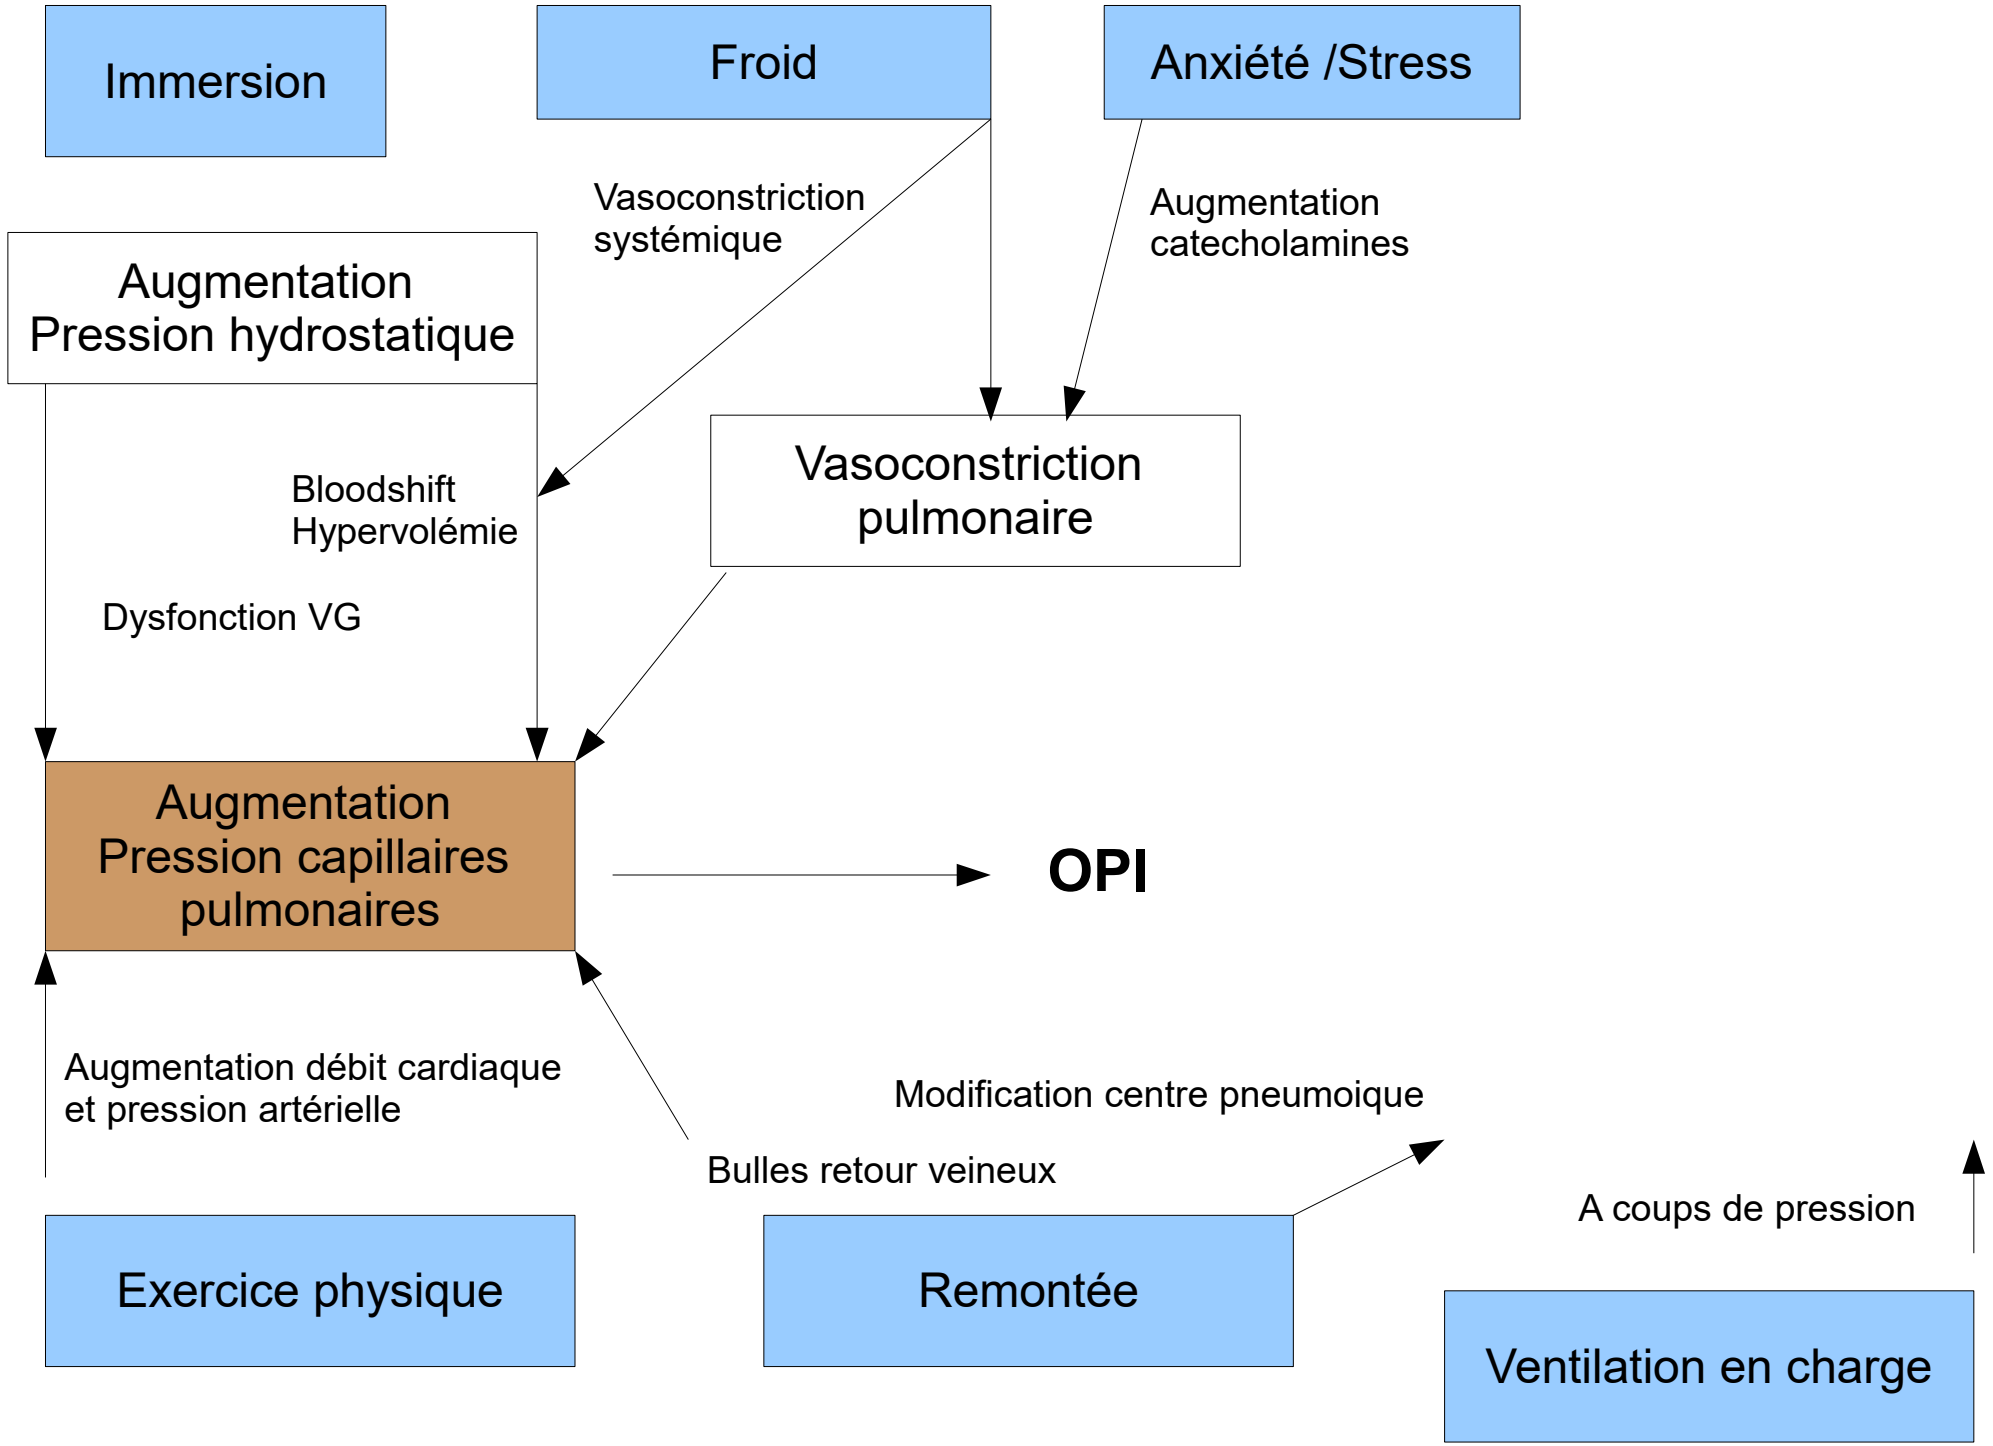 Immersion
Froid
Anxiété /Stress
Vasoconstriction
systémique
Augmentation
catecholamines
Augmentation
Pression hydrostatique
Vasoconstriction
pulmonaire
Bloodshift
Hypervolémie
Dysfonction VG
Augmentation
Pression capillaires
pulmonaires
OPI
Augmentation débit cardiaque
et pression artérielle
Modification centre pneumoique
Bulles retour veineux
A coups de pression
Exercice physique
Remontée
Ventilation en charge